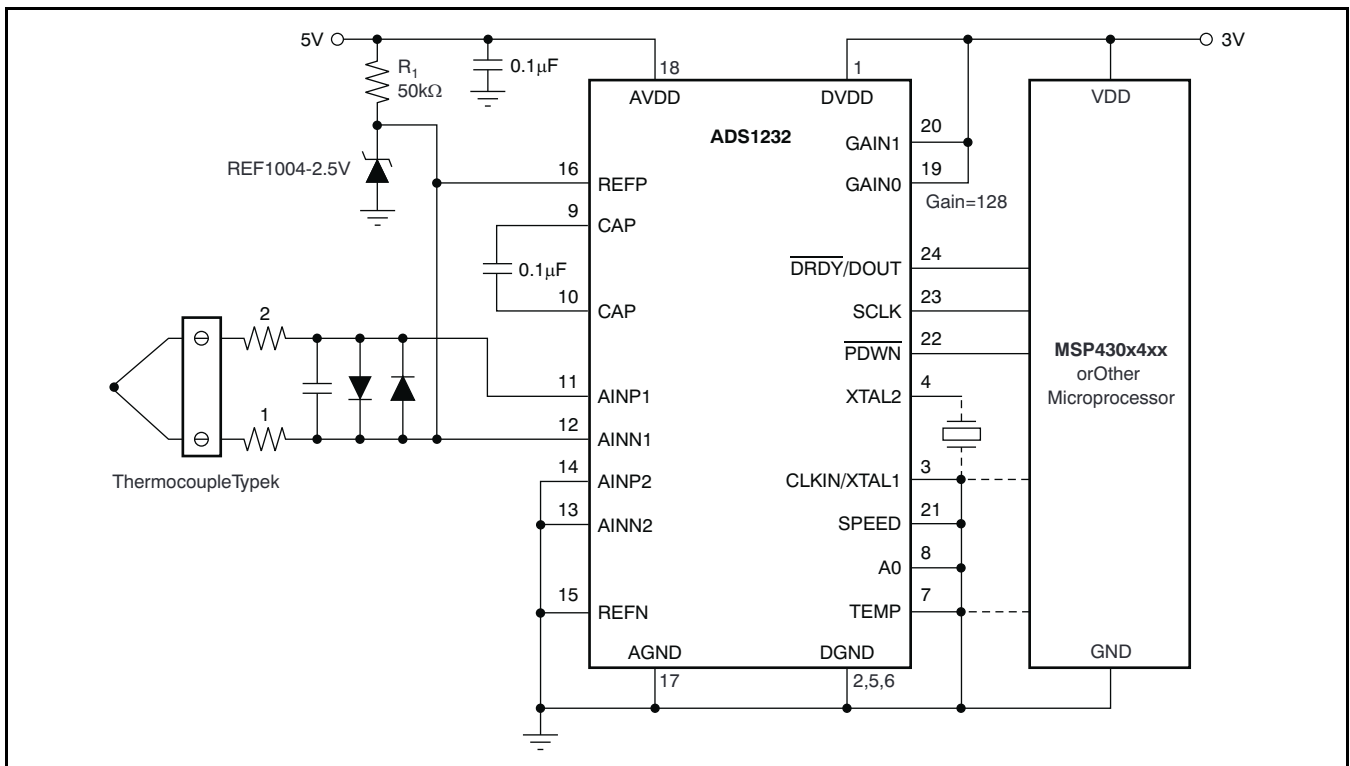 5V
3V
R1
50kΩ
0.1µF
18
1
AVDD
DVDD
VDD
ADS1232
20
GAIN1
19
GAIN0
Gain=128
REF1004-2.5V
16
REFP
9
CAP
0.1µF
10
CAP
24
DRDY/DOUT
23
SCLK
22
PDWN
MSP430x4xx
orOther
Microprocessor
2
1
11
AINP1
12
AINN1
14
AINP2
13
AINN2
15
REFN
4
XTAL2
3
CLKIN/XTAL1
21
SPEED
8
A0
7
TEMP
ThermocoupleTypek
AGND
DGND
GND
17
2,5,6